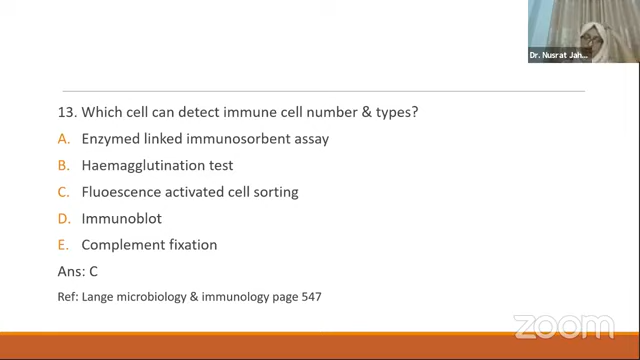 Dr. Nusrat Jah...
13. Which cell can detect immune cell number & types?
A. Enzymed linked immunosorbent assay
B. Haemagglutination test
C. Fluoescence activated cell sorting
D. Immunoblot
E. Complement fixation
Ans: C
Ref: Lange microbiology & immunology page 547
zoom